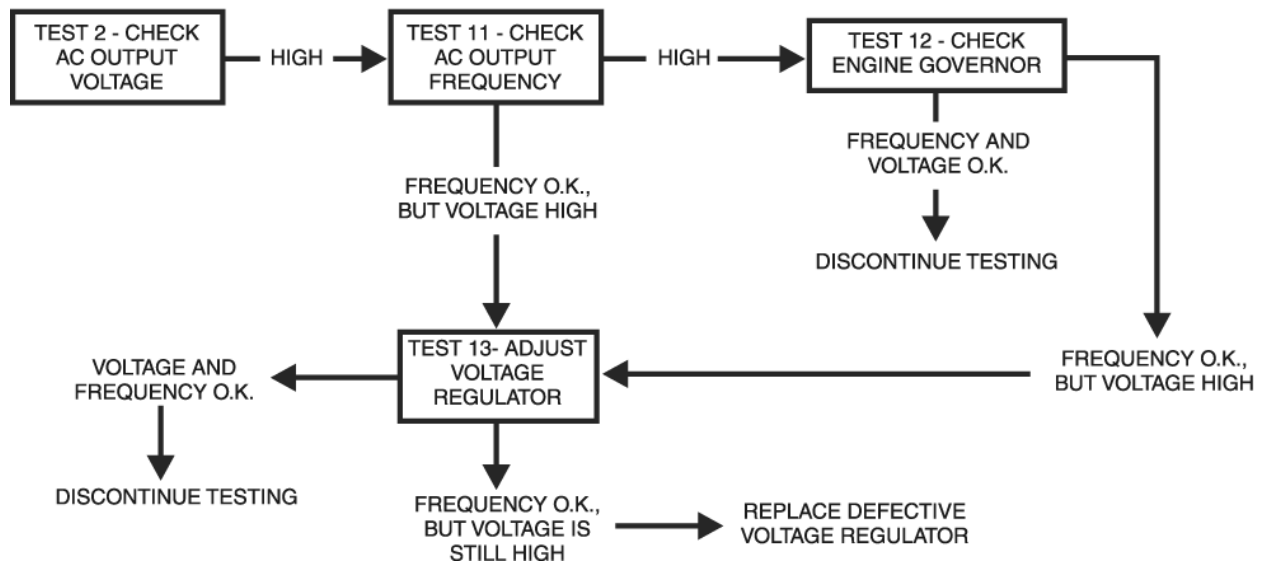 TEST 2 - CHECK
AC OUTPUT
VOLTAGE
HIGH
TEST 11 - CHECK
AC OUTPUT
FREQUENCY
HIGH
TEST 12 - CHECK
ENGINE GOVERNOR
FREQUENCY AND
VOLTAGE O.K.
DISCONTINUE TESTING
FREQUENCY O.K.,
BUT VOLTAGE HIGH
FREQUENCY O.K.,
BUT VOLTAGE HIGH
TEST 13- ADJUST
VOLTAGE
REGULATOR
VOLTAGE AND
FREQUENCY O.K.
DISCONTINUE TESTING
FREQUENCY O.K.,
BUT VOLTAGE IS
STILL HIGH
REPLACE DEFECTIVE
VOLTAGE REGULATOR